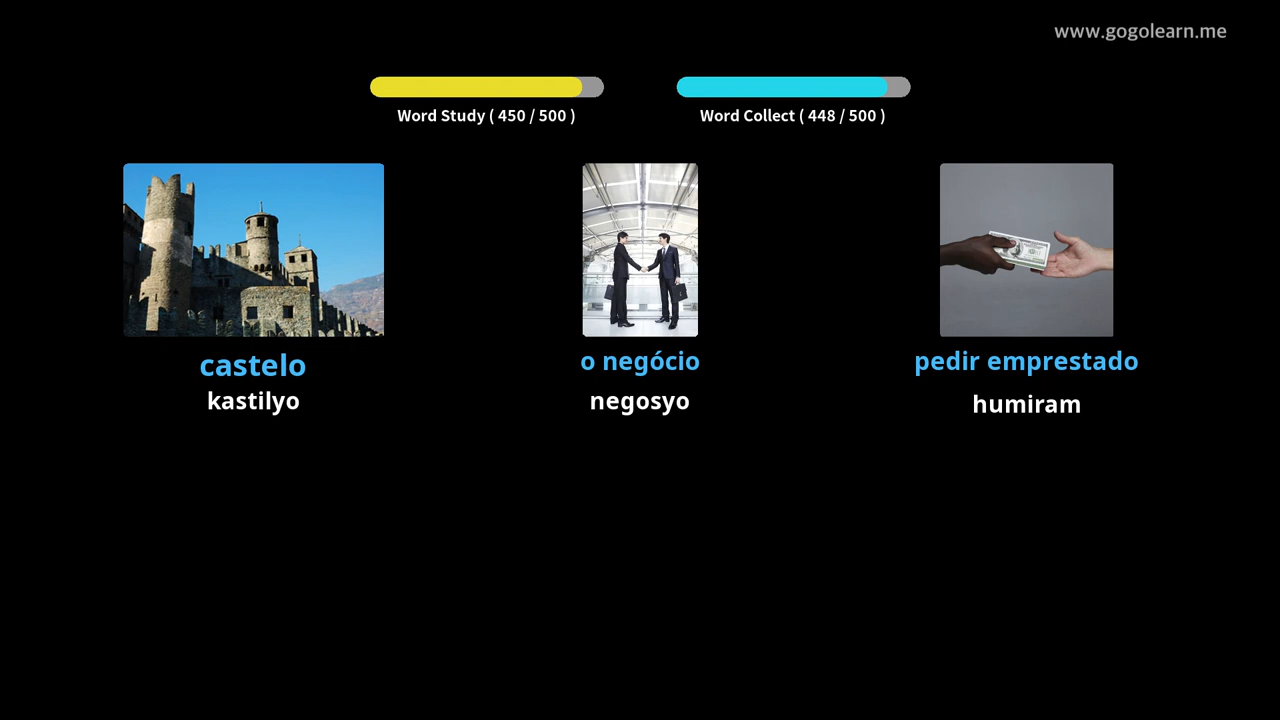 www.gogolearn.me
Word Study ( 450 / 500 )
Word Collect ( 448 / 500 )
castelo
kastilyo
o negócio
negosyo
pedir emprestado
humiram